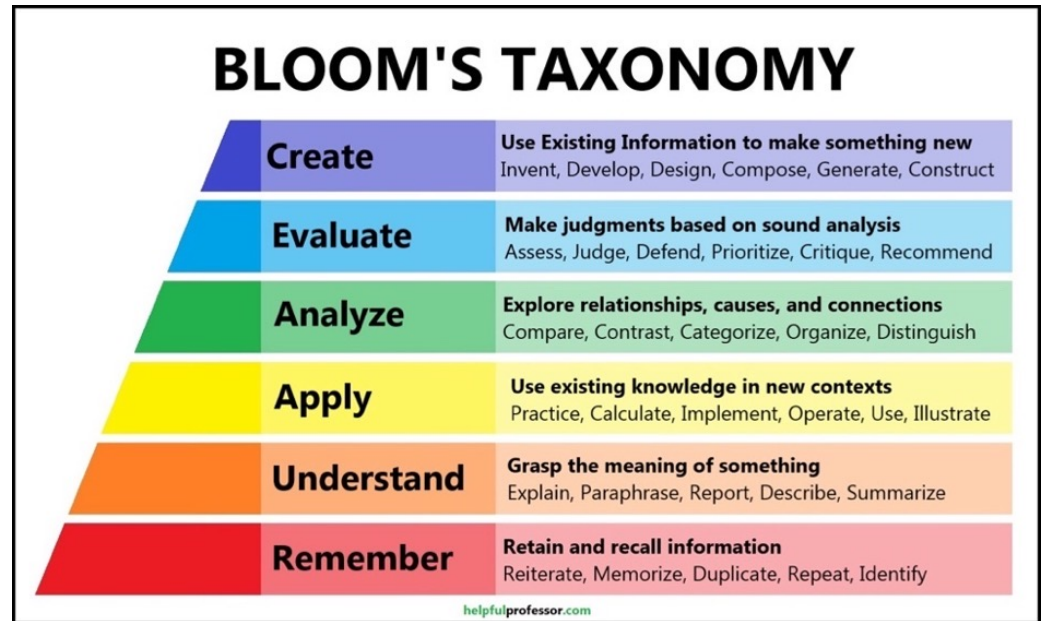 BLOOM'S TAXONOMY
Create
Use Existing Information to make something new
Invent, Develop, Design, Compose, Generate, Construct
Evaluate
Make judgments based on sound analysis
Assess, Judge, Defend, Prioritize, Critique, Recommend
Analyze
Explore relationships, causes, and connections
Compare, Contrast, Categorize, Organize, Distinguish
Apply
Use existing knowledge in new contexts
Practice, Calculate, Implement, Operate, Use, Illustrate
Understand
Grasp the meaning of something
Explain, Paraphrase, Report, Describe, Summarize
Remember
Retain and recall information
Reiterate, Memorize, Duplicate, Repeat, Identify
helpfulprofessor.com